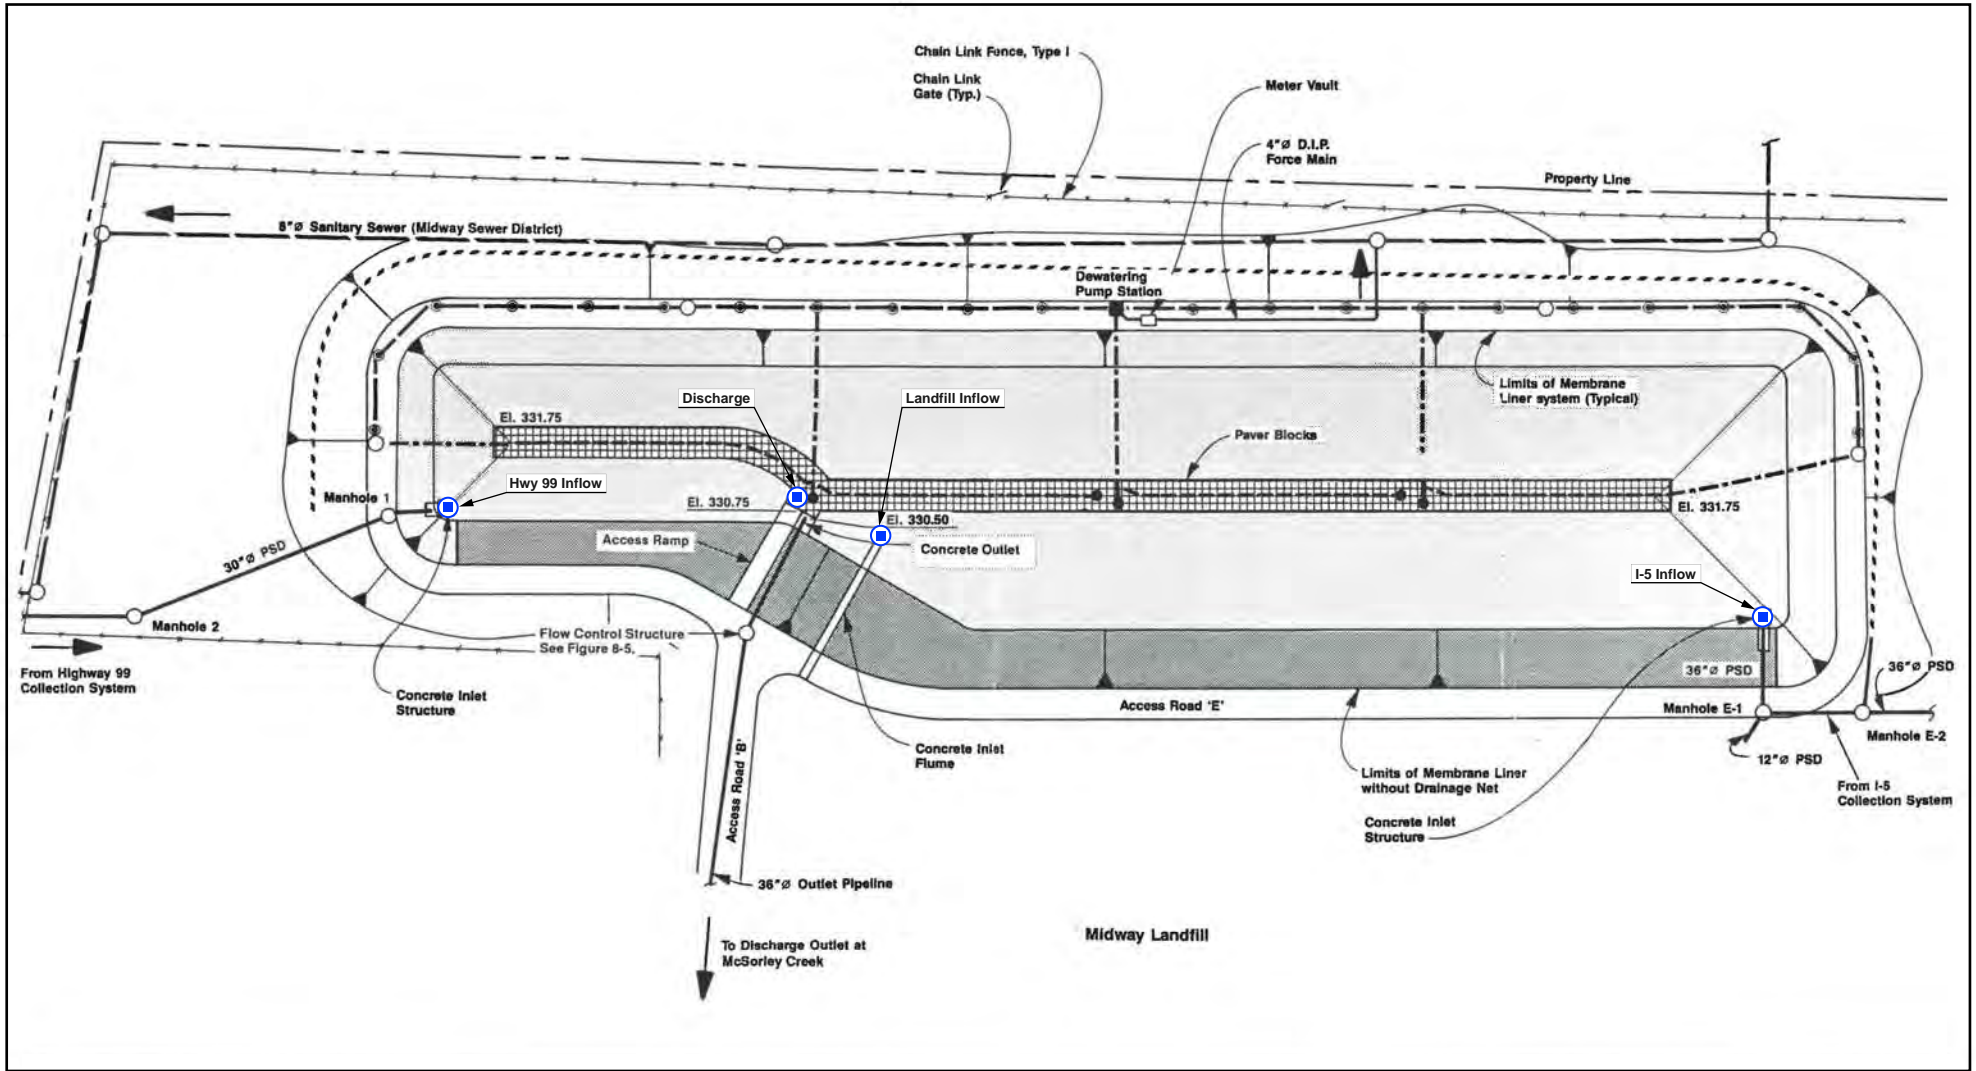 Chain Link Fence, Type I
Chain Link
Gate (Typ.)
Meter Vault
4"Ø D.I.P.
Force Main
Property Line
8"Ø Sanitary Sewer (Midway Sewer District)
Dewatering
Pump Station
Limits of Membrane
Liner system (Typical)
Discharge
Landfill Inflow
El. 331.75
Paver Blocks
Hwy 99 Inflow
Manhole 1
El. 330.75
El. 330.50
El. 331.75
Access Ramp
Concrete Outlet
30"Ø PSD
I-5 Inflow
Manhole 2
Flow Control Structure
See Figure 8-5.
From Highway 99
Collection System
Concrete Inlet
Structure
36"Ø PSD
36"Ø PSD
Access Road 'E'
Manhole E-1
Manhole E-2
Concrete Inlet
Flume
Access Road 'B'
12"Ø PSD
Limits of Membrane Liner
without Drainage Net
From I-5
Collection System
Concrete Inlet
Structure
36"Ø Outlet Pipeline
Midway Landfill
To Discharge Outlet at
McSorley Creek